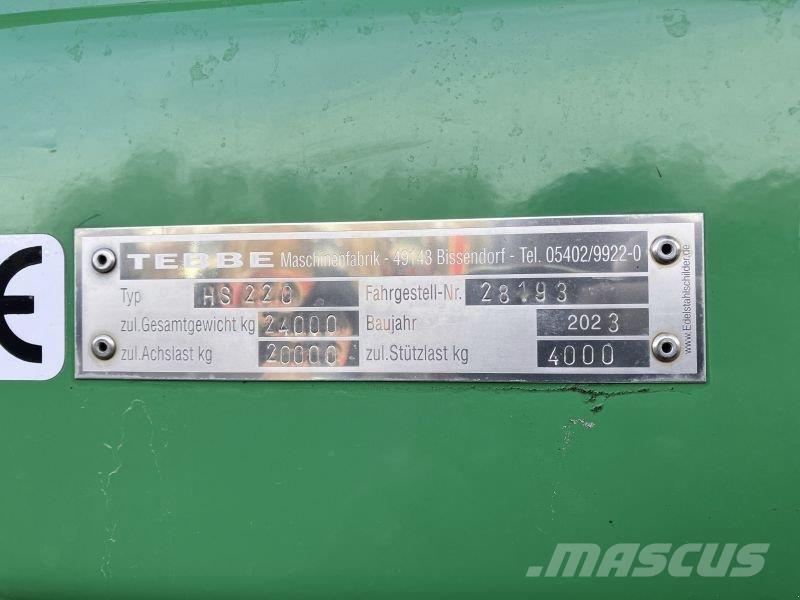 TEBBE Maschinenfabrik - 49143 Bissendorf - Tel. 05402/9922-0
Typ HS 220 Fahrgestell-Nr. 28193
zul.Gesamtgewicht kg 24000 Baujahr 2023
zul.Achslast kg 20000 zul.Stützlast kg 4000
www.Edelstahlschilder.de
CE
MASCUS